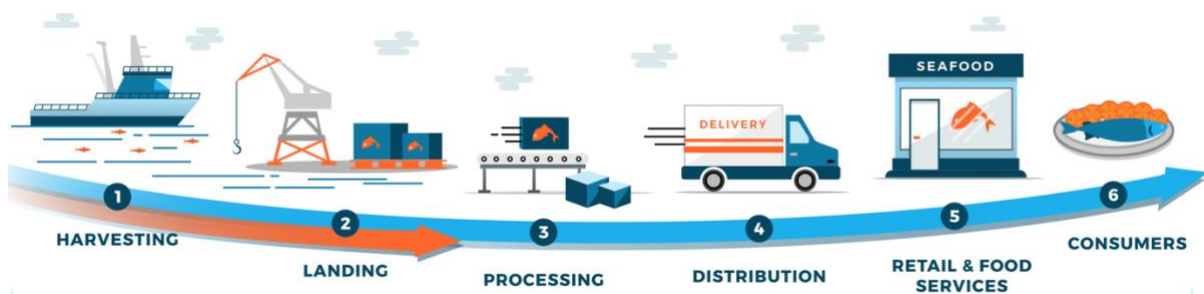 SEAFOOD
DELIVERY
1
2
3
4
5
6
HARVESTING
LANDING
PROCESSING
DISTRIBUTION
RETAIL & FOOD
SERVICES
CONSUMERS